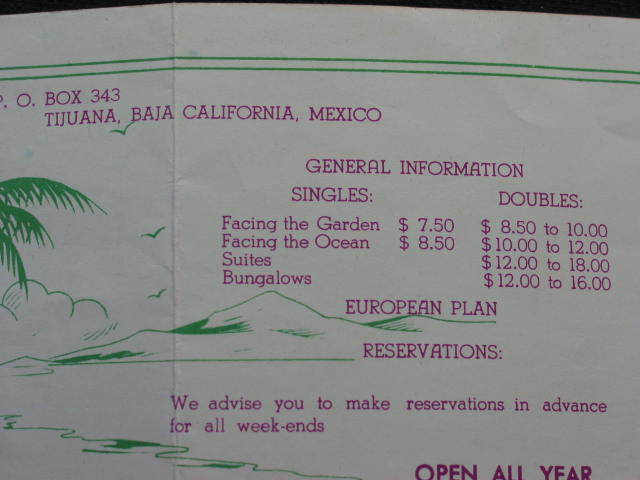 P. O. BOX 343
TIJUANA, BAJA CALIFORNIA, MEXICO
GENERAL INFORMATION
SINGLES: DOUBLES:
Facing the Garden $ 7.50 $ 8.50 to 10.00
Facing the Ocean $ 8.50 $10.00 to 12.00
Suites $12.00 to 18.00
Bungalows $12.00 to 16.00
EUROPEAN PLAN
RESERVATIONS:
We advise you to make reservations in advance
for all week-ends
OPEN ALL YEAR